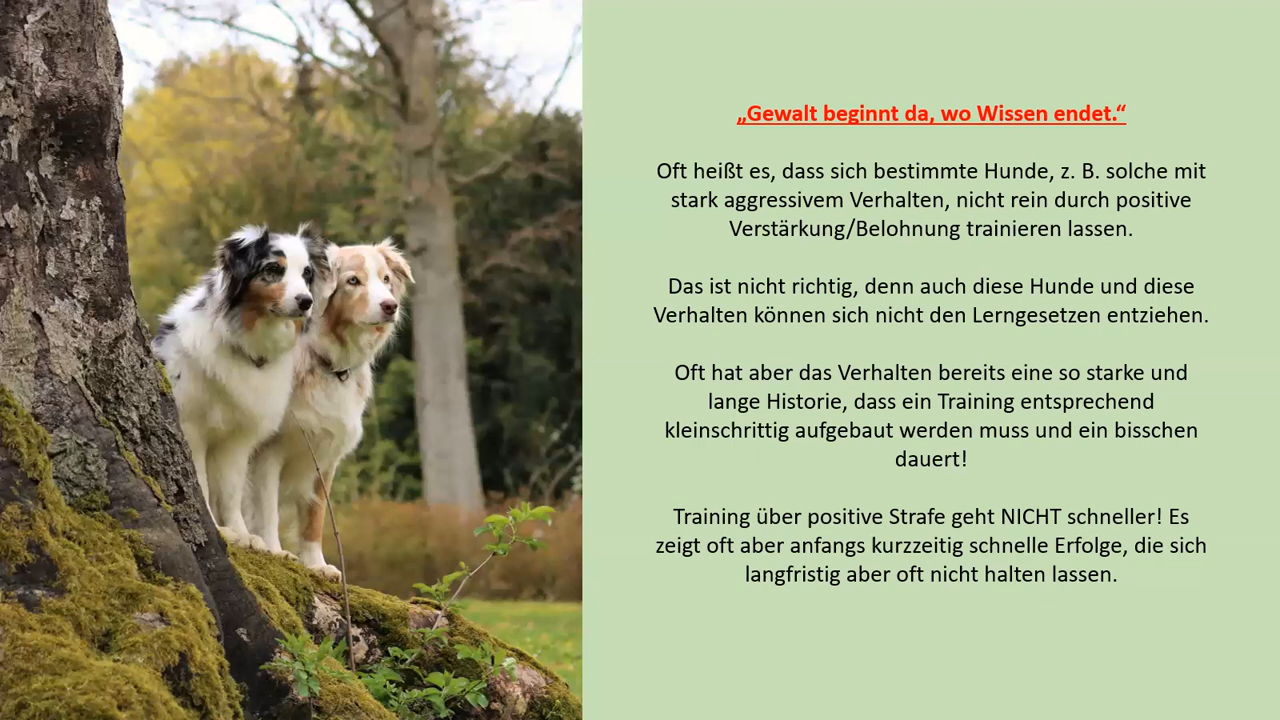 „Gewalt beginnt da, wo Wissen endet.“
Oft heißt es, dass sich bestimmte Hunde, z. B. solche mit
stark aggressivem Verhalten, nicht rein durch positive
Verstärkung/Belohnung trainieren lassen.
Das ist nicht richtig, denn auch diese Hunde und diese
Verhalten können sich nicht den Lerngesetzen entziehen.
Oft hat aber das Verhalten bereits eine so starke und
lange Historie, dass ein Training entsprechend
kleinschrittig aufgebaut werden muss und ein bisschen
dauert!
Training über positive Strafe geht NICHT schneller! Es
zeigt oft aber anfangs kurzzeitig schnelle Erfolge, die sich
langfristig aber oft nicht halten lassen.